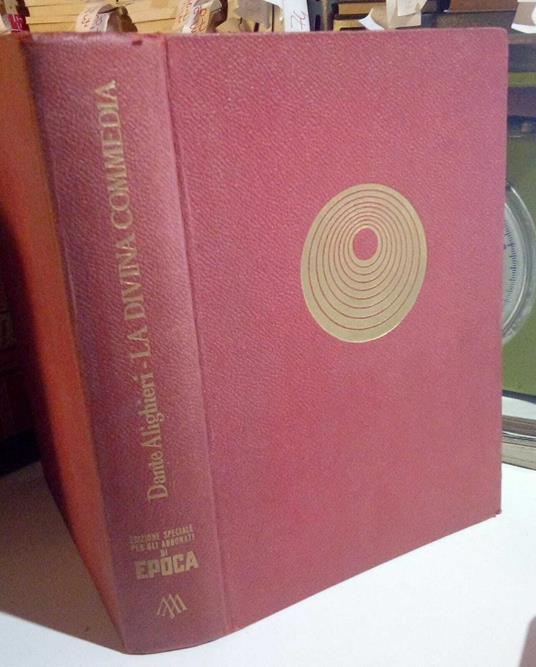 Dante Alighieri - LA DIVINA COMMEDIA
EDIZIONE SPECIALE
PER GLI ABBONATI
DI
EPOCA